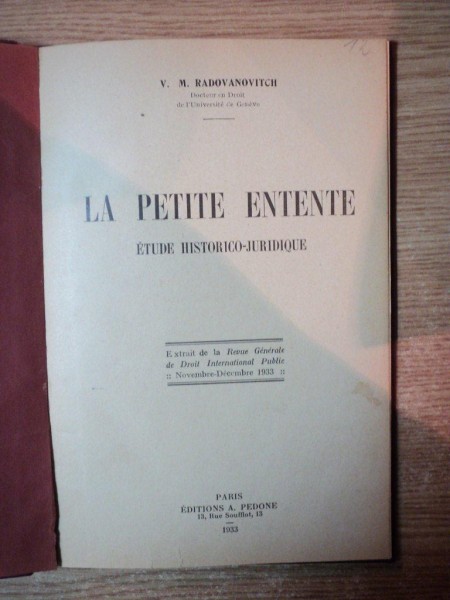 12
V. M. RADOVANOVITCH
Docteur en Droit
de l'Université de Genève
LA PETITE ENTENTE
ÉTUDE HISTORICO-JURIDIQUE
Extrait de la Revue Générale
de Droit International Public
:: Novembre-Décembre 1933 ::
PARIS
ÉDITIONS A. PEDONE
13, Rue Soufflot, 13
1933